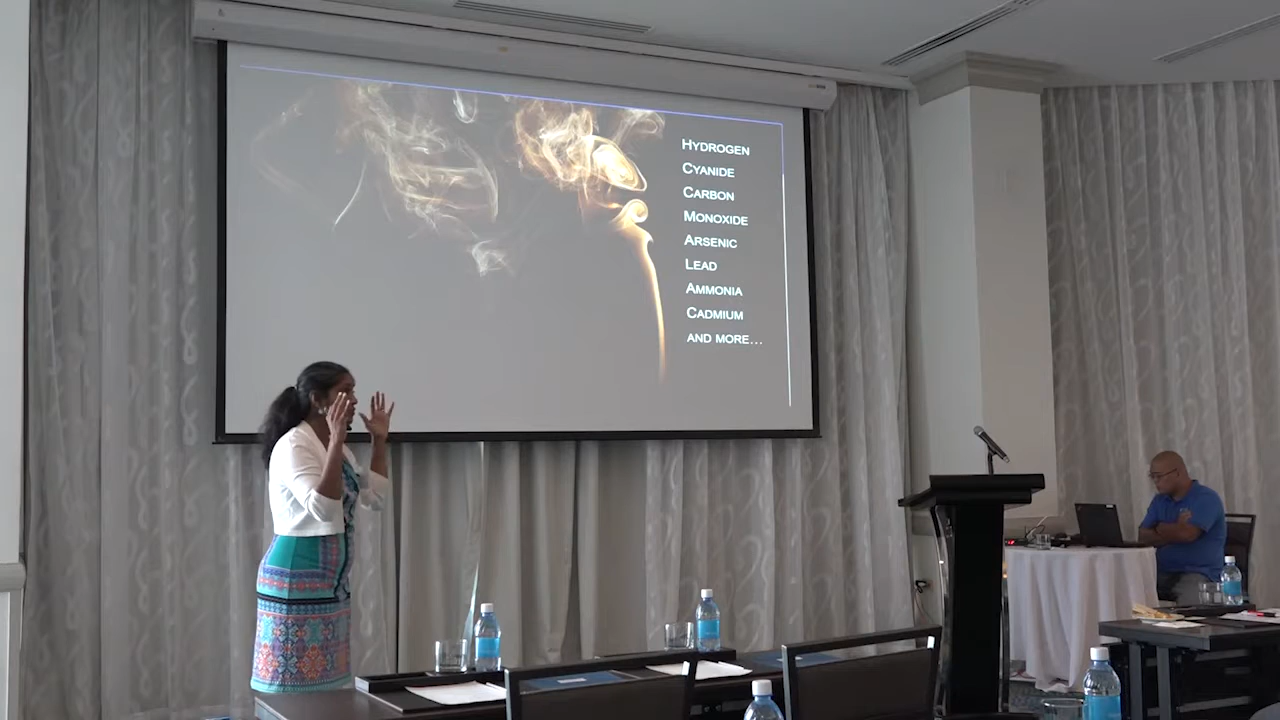 HYDROGEN
CYANIDE
CARBON
MONOXIDE
ARSENIC
LEAD
AMMONIA
CADMIUM
AND MORE...